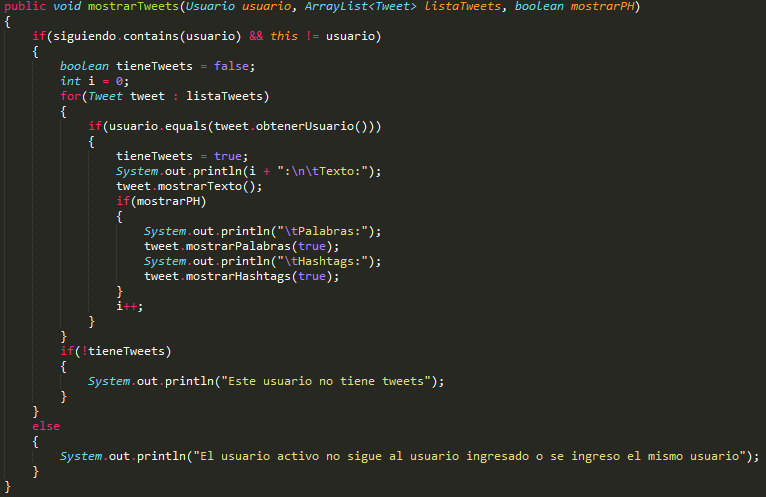 public void mostrarTweets(Usuario usuario, ArrayList<Tweet> listaTweets, boolean mostrarPH)
{
    if(siguiendo.contains(usuario) && this != usuario)
    {
        boolean tieneTweets = false;
        int i = 0;
        for(Tweet tweet : listaTweets)
        {
            if(usuario.equals(tweet.obtenerUsuario()))
            {
                tieneTweets = true;
                System.out.println(i + ":\n\tTexto:");
                tweet.mostrarTexto();
                if(mostrarPH)
                {
                    System.out.println("\tPalabras:");
                    tweet.mostrarPalabras(true);
                    System.out.println("\tHashtags:");
                    tweet.mostrarHashtags(true);
                }
                i++;
            }
        }
        if(!tieneTweets)
        {
            System.out.println("Este usuario no tiene tweets");
        }
    }
    else
    {
        System.out.println("El usuario activo no sigue al usuario ingresado o se ingreso el mismo usuario");
    }
}